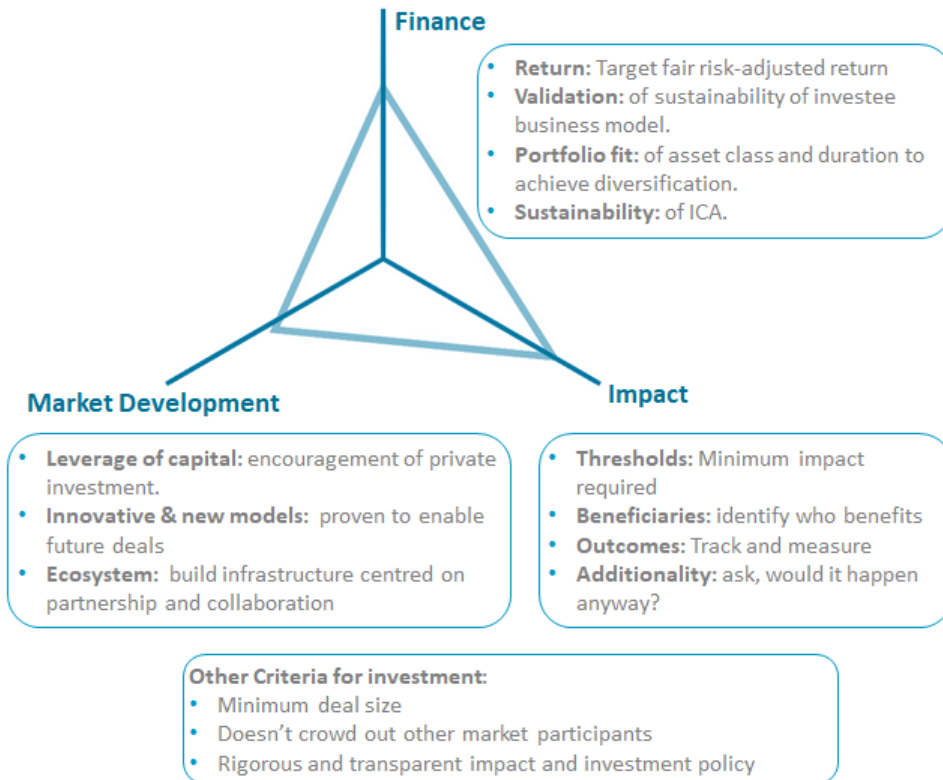 Finance
• Return: Target fair risk-adjusted return
• Validation: of sustainability of investee
business model.
• Portfolio fit: of asset class and duration to
achieve diversification.
• Sustainability: of ICA.
Market Development
Impact
• Leverage of capital: encouragement of private
investment.
• Innovative & new models: proven to enable
future deals
• Ecosystem: build infrastructure centred on
partnership and collaboration
• Thresholds: Minimum impact
required
• Beneficiaries: identify who benefits
• Outcomes: Track and measure
• Additionality: ask, would it happen
anyway?
Other Criteria for investment:
• Minimum deal size
• Doesn’t crowd out other market participants
• Rigorous and transparent impact and investment policy